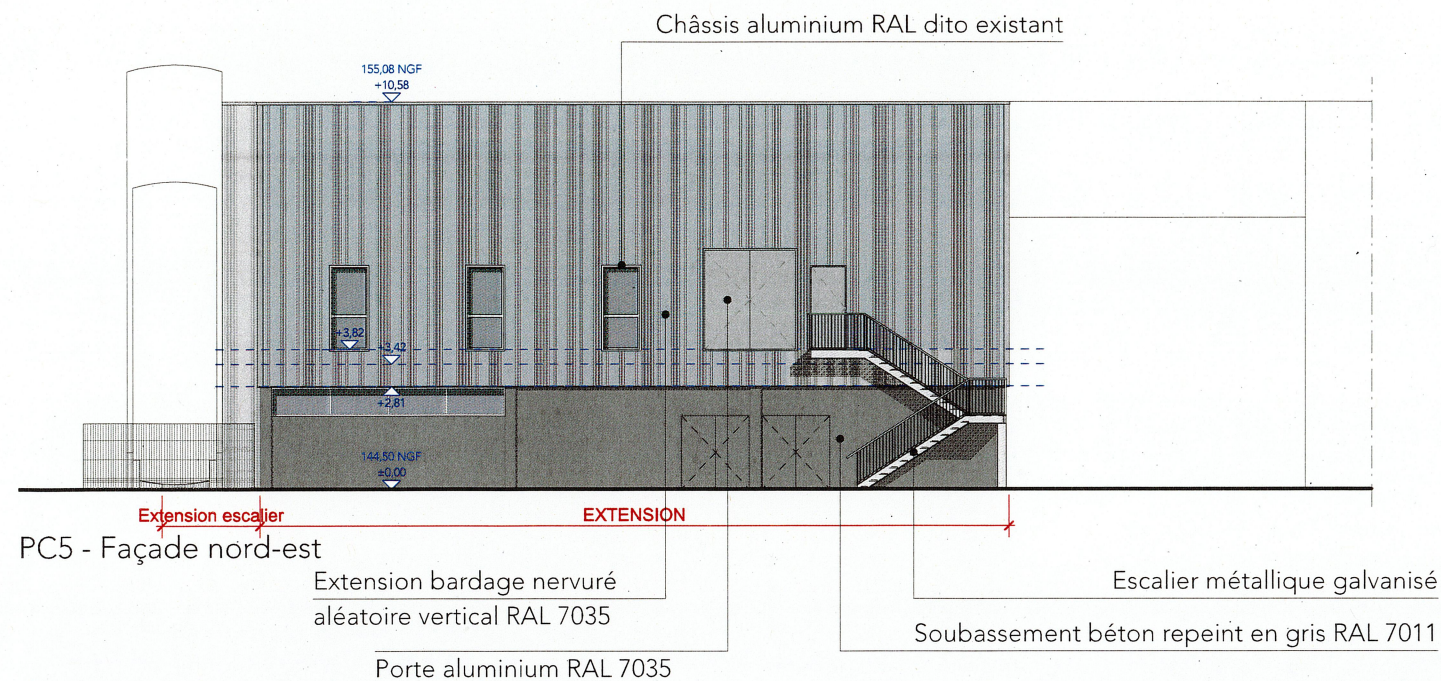 Châssis aluminium RAL dito existant
155,08 NGF
+10,58
+3,82
+3,42
+2,81
144,50 NGF
±0,00
Extension escalier
EXTENSION
PC5 - Façade nord-est
Extension bardage nervuré
aléatoire vertical RAL 7035
Escalier métallique galvanisé
Soubassement béton repeint en gris RAL 7011
Porte aluminium RAL 7035